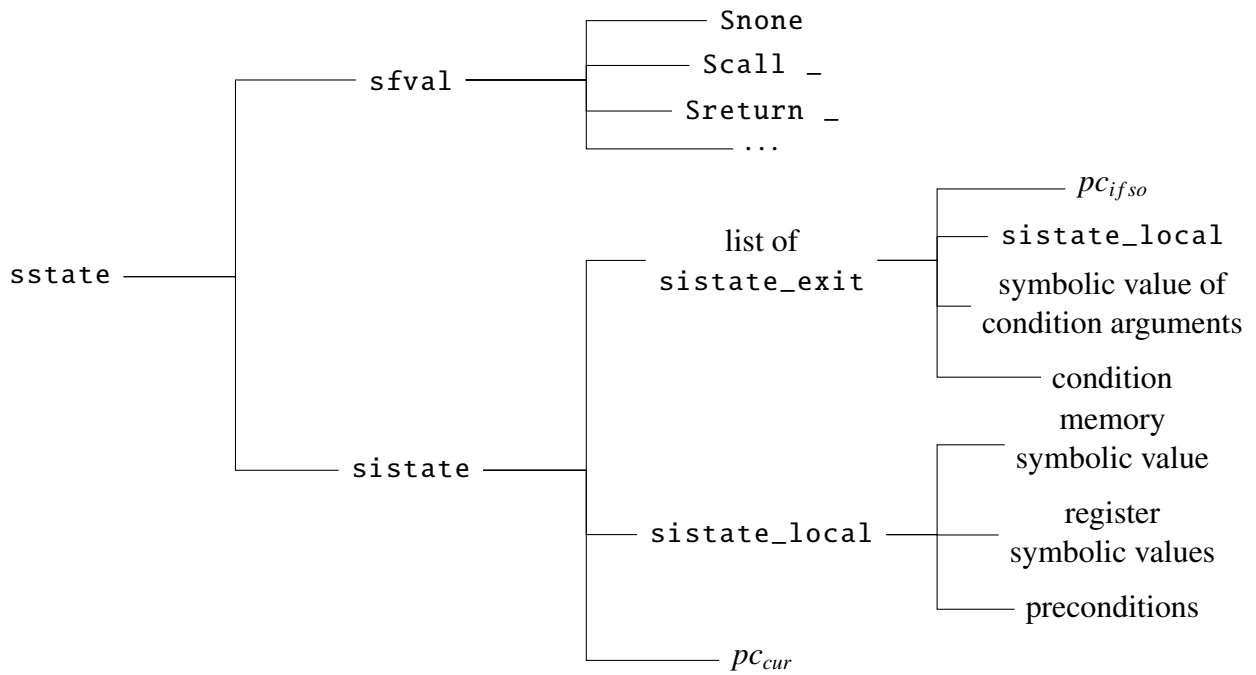 Snone
Scall _
sfval
Sreturn _
...
pc_ifso
list of
sistate_exit
sistate_local
symbolic value of
condition arguments
sstate
condition
memory
symbolic value
sistate
sistate_local
register
symbolic values
preconditions
pc_cur